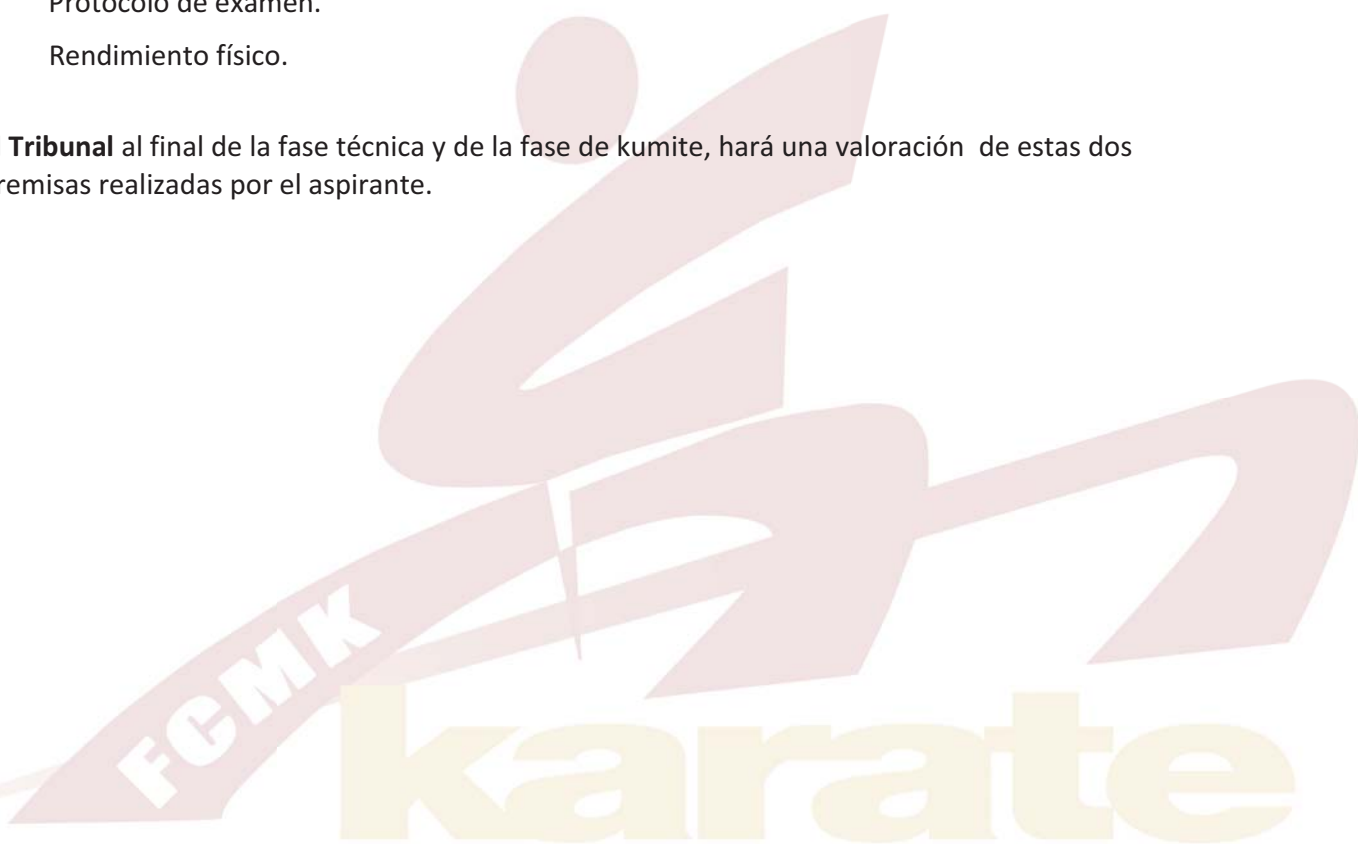 Protocolo de examen.
Rendimiento físico.
Tribunal al final de la fase técnica y de la fase de kumite, hará una valoración de estas dos
remisas realizadas por el aspirante.
FCMK
karate